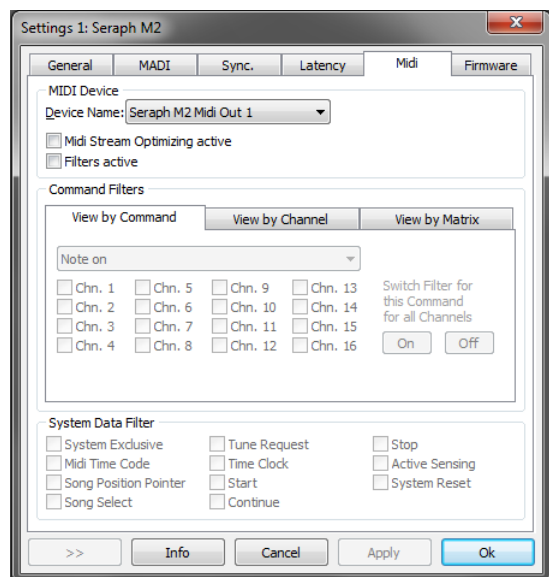 Settings 1: Seraph M2
General MADI Sync. Latency Midi Firmware
MIDI Device
Device Name: Seraph M2 Midi Out 1
Midi Stream Optimizing active
Filters active
Command Filters
View by Command View by Channel View by Matrix
Note on
Chn. 1 Chn. 5 Chn. 9 Chn. 13 Switch Filter for
Chn. 2 Chn. 6 Chn. 10 Chn. 14 this Command
Chn. 3 Chn. 7 Chn. 11 Chn. 15 for all Channels
Chn. 4 Chn. 8 Chn. 12 Chn. 16 On Off
System Data Filter
System Exclusive Tune Request Stop
Midi Time Code Time Clock Active Sensing
Song Position Pointer Start System Reset
Song Select Continue
>> Info Cancel Apply Ok